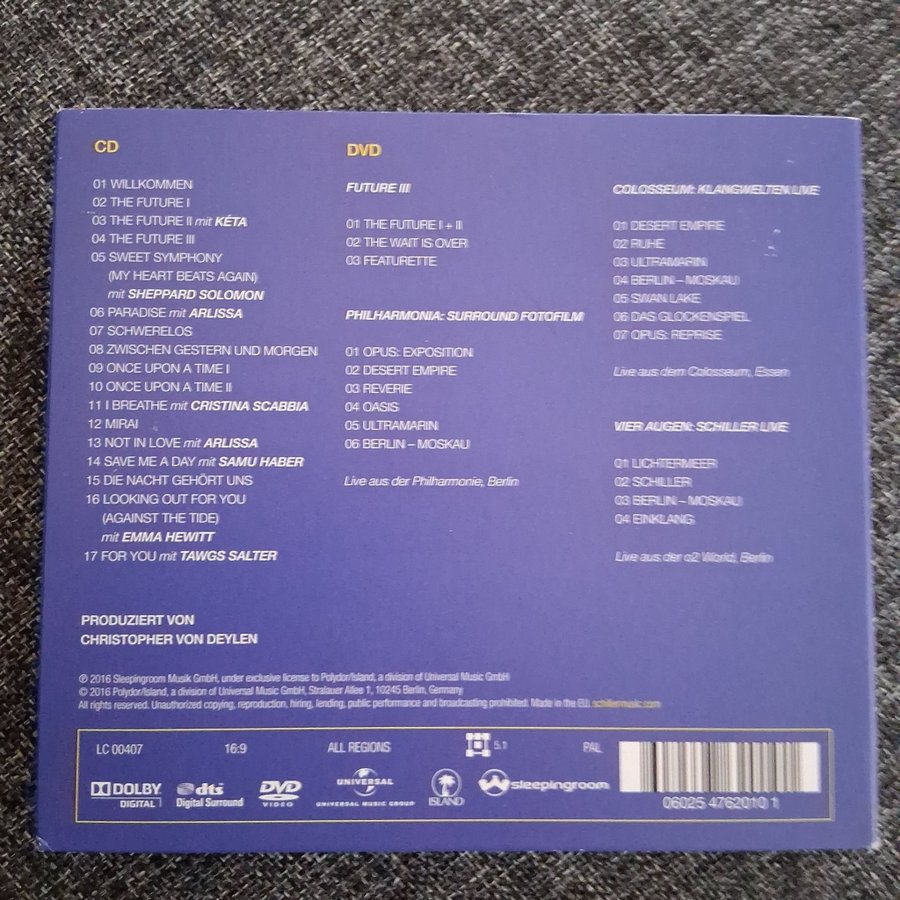 CD
01 WILLKOMMEN
02 THE FUTURE I
03 THE FUTURE II mit KÉTA
04 THE FUTURE III
05 SWEET SYMPHONY
(MY HEART BEATS AGAIN)
mit SHEPPARD SOLOMON
06 PARADISE mit ARLISSA
07 SCHWERELOS
08 ZWISCHEN GESTERN UND MORGEN
09 ONCE UPON A TIME I
10 ONCE UPON A TIME II
11 I BREATHE mit CRISTINA SCABBIA
12 MIRAI
13 NOT IN LOVE mit ARLISSA
14 SAVE ME A DAY mit SAMU HABER
15 DIE NACHT GEHÖRT UNS
16 LOOKING OUT FOR YOU
(AGAINST THE TIDE)
mit EMMA HEWITT
17 FOR YOU mit TAWGS SALTER
PRODUZIERT VON
CHRISTOPHER VON DEYLEN
DVD
FUTURE III
01 THE FUTURE I + II
02 THE WAIT IS OVER
03 FEATURETTE
PHILHARMONIA: SURROUND FOTOFILM
01 OPUS: EXPOSITION
02 DESERT EMPIRE
03 REVERIE
04 OASIS
05 ULTRAMARIN
06 BERLIN – MOSKAU
Live aus der Philharmonie, Berlin
COLOSSEUM: KLANGWELTEN LIVE
01 DESERT EMPIRE
02 RUHE
03 ULTRAMARIN
04 BERLIN – MOSKAU
05 SWAN LAKE
06 DAS GLOCKENSPIEL
07 OPUS: REPRISE
Live aus dem Colosseum, Essen
VIER AUGEN: SCHILLER LIVE
01 LICHTERMEER
02 SCHILLER
03 BERLIN – MOSKAU
04 EINKLANG
Live aus der o2 World, Berlin
℗ 2016 Sleepingroom Musik GmbH, under exclusive license to Polydor/Island, a division of Universal Music GmbH
© 2016 Polydor/Island, a division of Universal Music GmbH, Stralauer Allee 1, 10245 Berlin, Germany
All rights reserved. Unauthorized copying, reproduction, hiring, lending, public performance and broadcasting prohibited. Made in the EU. schillermusic.com
LC 00407 16:9 ALL REGIONS 5.1 PAL
DOLBY DIGITAL
dts Digital Surround
DVD VIDEO
UNIVERSAL
UNIVERSAL MUSIC GROUP
ISLAND
sleepingroom
06025 4762010 1